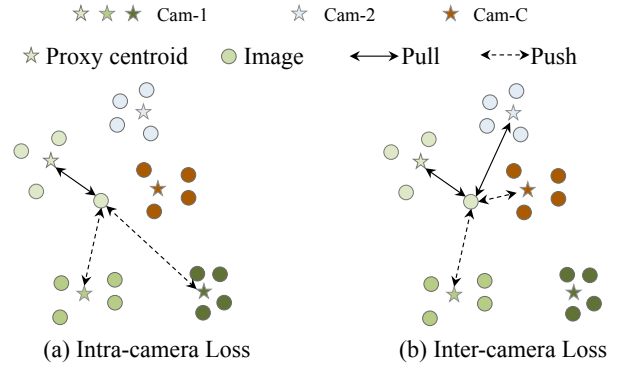 Cam-1 Cam-2 Cam-C
Proxy centroid Image Pull Push
(a) Intra-camera Loss (b) Inter-camera Loss